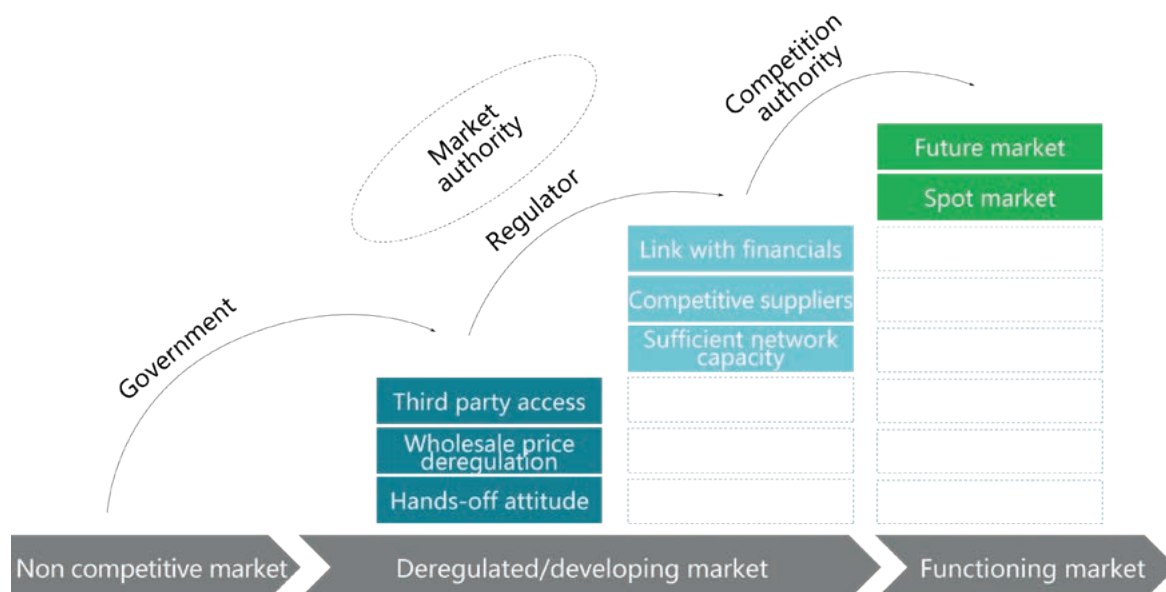 Competition
authority
Market
authority
Regulator
Government
Future market
Spot market
Link with financials
Competitive suppliers
Sufficient network
capacity
Third party access
Wholesale price
deregulation
Hands-off attitude
Non competitive market
Deregulated/developing market
Functioning market